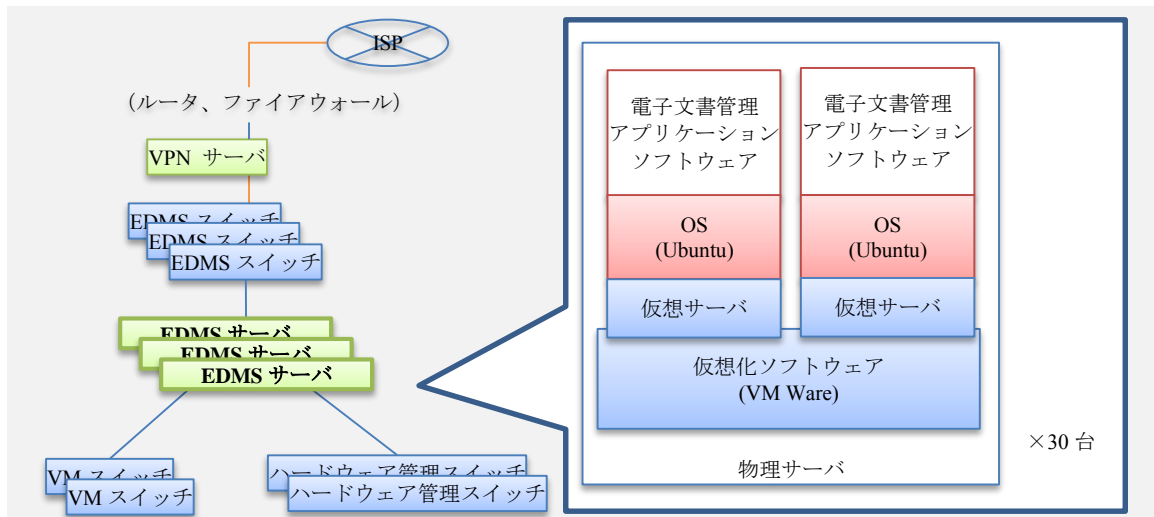 ISP
（ルータ、ファイアウォール）
VPN サーバ
EDMS スイッチ
EDMS スイッチ
EDMS スイッチ
EDMS サーバ
EDMS サーバ
EDMS サーバ
VM スイッチ
VM スイッチ
ハードウェア管理スイッチ
ハードウェア管理スイッチ
電子文書管理
アプリケーション
ソフトウェア
OS
(Ubuntu)
仮想サーバ
電子文書管理
アプリケーション
ソフトウェア
OS
(Ubuntu)
仮想サーバ
仮想化ソフトウェア
(VM Ware)
物理サーバ
×30 台